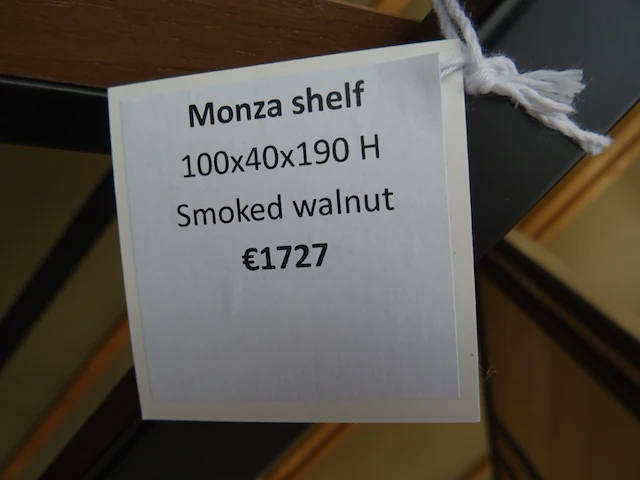 Monza shelf
100x40x190 H
Smoked walnut
€1727